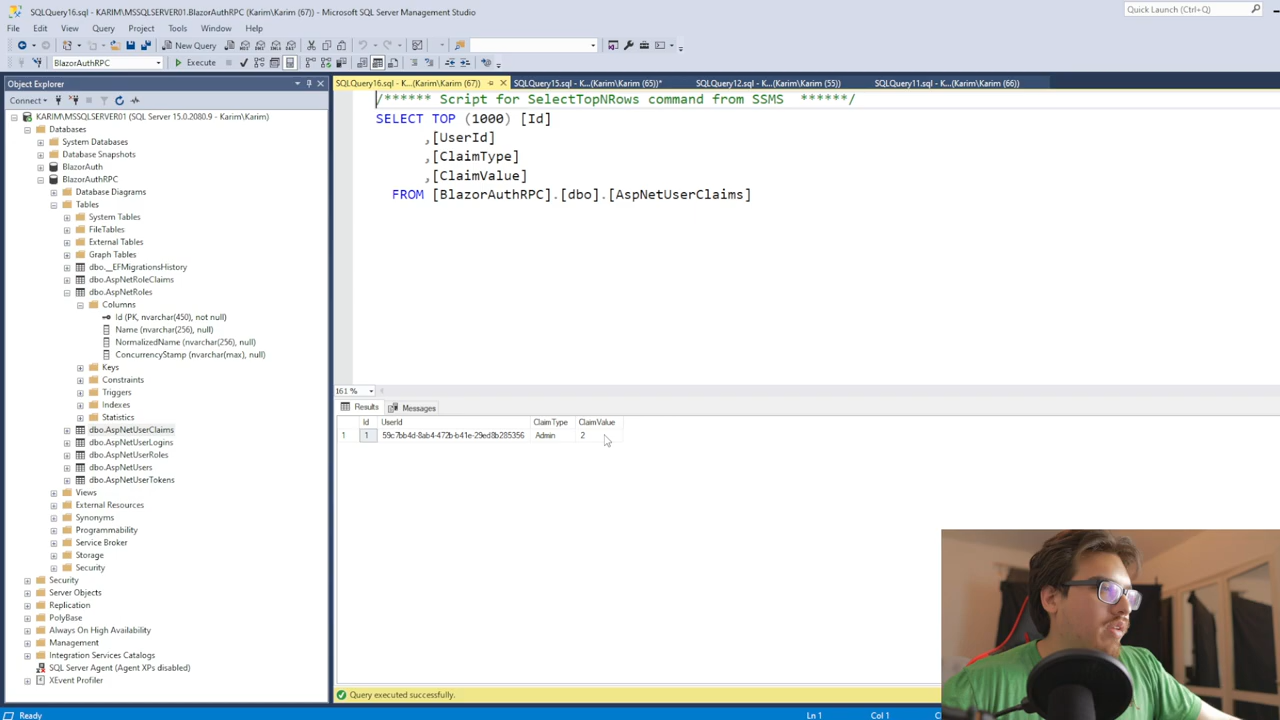 SQLQuery16.sql - KARIM\MSSQLSERVER01.BlazorAuthRPC (Karim\Karim (67)) - Microsoft SQL Server Management Studio
Quick Launch (Ctrl+Q)
File Edit View Query Project Tools Window Help
New Query
BlazorAuthRPC Execute
Object Explorer
Connect
KARIM\MSSQLSERVER01 (SQL Server 15.0.2080.9 - Karim\Karim)
Databases
System Databases
Database Snapshots
BlazorAuth
BlazorAuthRPC
Database Diagrams
Tables
System Tables
FileTables
External Tables
Graph Tables
dbo.__EFMigrationsHistory
dbo.AspNetRoleClaims
dbo.AspNetRoles
Columns
Id (PK, nvarchar(450), not null)
Name (nvarchar(256), null)
NormalizedName (nvarchar(256), null)
ConcurrencyStamp (nvarchar(max), null)
Keys
Constraints
Triggers
Indexes
Statistics
dbo.AspNetUserClaims
dbo.AspNetUserLogins
dbo.AspNetUserRoles
dbo.AspNetUsers
dbo.AspNetUserTokens
Views
External Resources
Synonyms
Programmability
Service Broker
Storage
Security
Security
Server Objects
Replication
PolyBase
Always On High Availability
Management
Integration Services Catalogs
SQL Server Agent (Agent XPs disabled)
XEvent Profiler
SQLQuery16.sql - K...(Karim\Karim (67)) SQLQuery15.sql - K...(Karim\Karim (65))* SQLQuery12.sql - K...(Karim\Karim (55)) SQLQuery11.sql - K...(Karim\Karim (66))
/****** Script for SelectTopNRows command from SSMS ******/
SELECT TOP (1000) [Id]
,[UserId]
,[ClaimType]
,[ClaimValue]
FROM [BlazorAuthRPC].[dbo].[AspNetUserClaims]
161 %
Results Messages
Id UserId ClaimType ClaimValue
1 1 59c7bb4d-8ab4-472b-b41e-29ed8b285356 Admin 2
Query executed successfully.
Ready Ln 1 Col 1 C